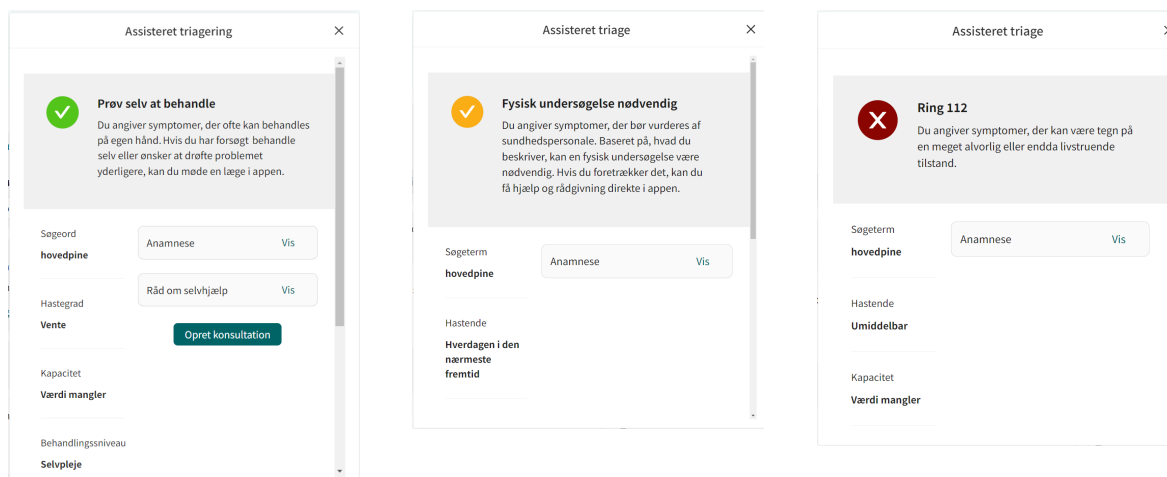 Assisteret triagering
Prøv selv at behandle
Du angiver symptomer, der ofte kan behandles
på egen hånd. Hvis du har forsøgt behandle
selv eller ønsker at drøfte problemet
yderligere, kan du møde en læge i appen.
Søgeord
hovedpine
Anamnese Vis
Råd om selvhjælp Vis
Opret konsultation
Hastegrad
Vente
Kapacitet
Værdi mangler
Behandlingssniveau
Selvpleje
Assisteret triage
Fysisk undersøgelse nødvendig
Du angiver symptomer, der bør vurderes af
sundhedspersonale. Baseret på, hvad du
beskriver, kan en fysisk undersøgelse være
nødvendig. Hvis du foretrækker det, kan du
få hjælp og rådgivning direkte i appen.
Søgeterm
hovedpine
Anamnese Vis
Hastende
Hverdagen i den
nærmeste
fremtid
Assisteret triage
Ring 112
Du angiver symptomer, der kan være tegn på
en meget alvorlig eller endda livstruende
tilstand.
Søgeterm
hovedpine
Anamnese Vis
Hastende
Umiddelbar
Kapacitet
Værdi mangler